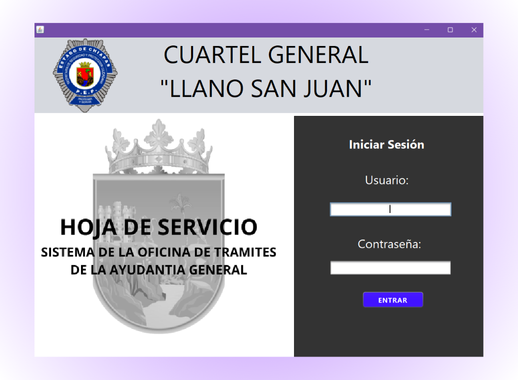 CUARTEL GENERAL
"LLANO SAN JUAN"
ESTADO DE CHIAPAS
P.E.P.
HOJA DE SERVICIO
SISTEMA DE LA OFICINA DE TRAMITES
DE LA AYUDANTIA GENERAL
Iniciar Sesión
Usuario:
Contraseña:
ENTRAR